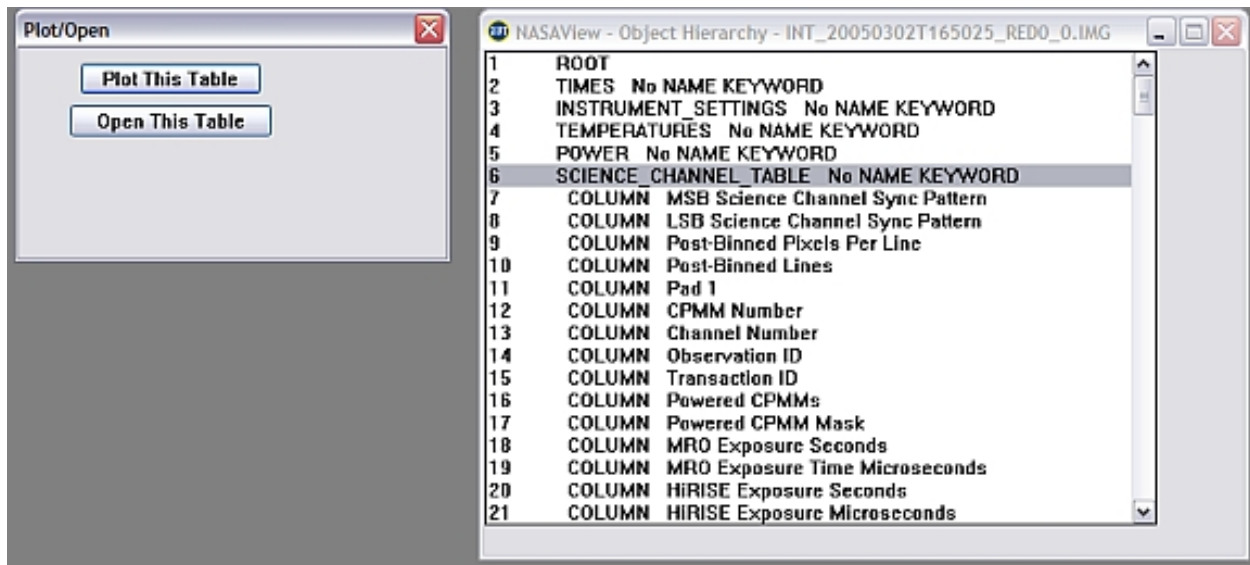 Plot/Open
Plot This Table
Open This Table
NASAView - Object Hierarchy - INT_20050302T165025_RED0_0.IMG
1 ROOT
2 TIMES No NAME KEYWORD
3 INSTRUMENT_SETTINGS No NAME KEYWORD
4 TEMPERATURES No NAME KEYWORD
5 POWER No NAME KEYWORD
6 SCIENCE_CHANNEL_TABLE No NAME KEYWORD
7 COLUMN MSB Science Channel Sync Pattern
8 COLUMN LSB Science Channel Sync Pattern
9 COLUMN Post-Binned Pixels Per Line
10 COLUMN Post-Binned Lines
11 COLUMN Pad 1
12 COLUMN CPMM Number
13 COLUMN Channel Number
14 COLUMN Observation ID
15 COLUMN Transaction ID
16 COLUMN Powered CPMMs
17 COLUMN Powered CPMM Mask
18 COLUMN MRO Exposure Seconds
19 COLUMN MRO Exposure Time Microseconds
20 COLUMN HiRISE Exposure Seconds
21 COLUMN HiRISE Exposure Microseconds